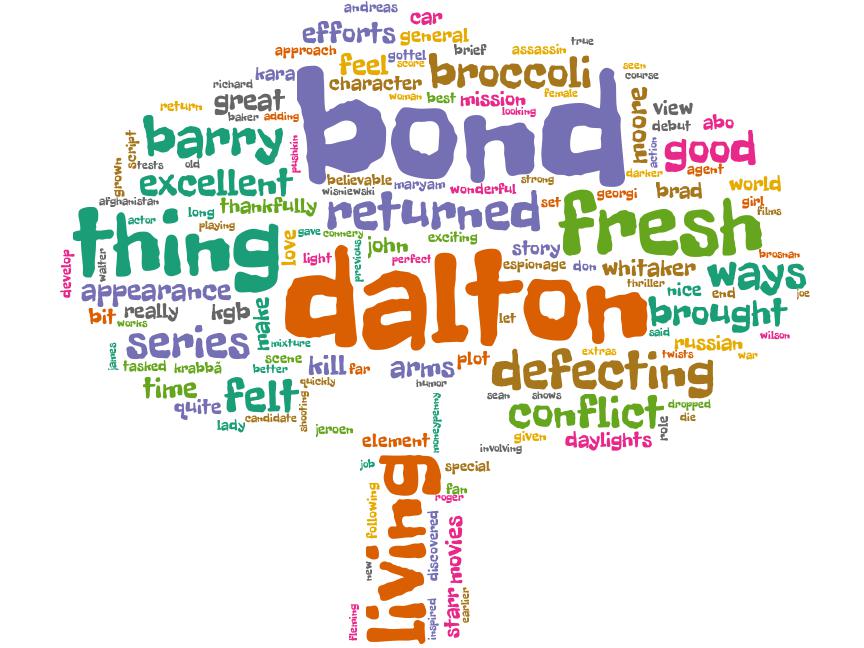 andreas
car
efforts
general
true
approach
gottel
brief
assassin
score
feel
broccoli
kara
character
seen
course
richard
woman
best
mission
female
return
great
bond
looking
moore
view
baker
adding
debut
abo
barry
pushkin
action
good
script
tests
old
darker
agent
grown
excellent
believable
maryam
strong
wisniewski
wonderful
georgi
brad
world
afghanistan
long
thankfully
returned
set
girl
films
actor
playing
fresh
thing
love
gave
connery
john
exciting
story
brosnan
develop
walter
light
previous
perfect
espionage
don
whitaker
ways
thriller
appearance
dalton
nice
end
joe
bit
really
kgb
make
let
brought
works
said
wilson
series
mixture
extras
russian
james
scene
twists
war
tasked
krabbá
better
kill
far
arms
plot
defecting
time
felt
quickly
humor
sean
shows
quite
shooting
conflict
dropped
candidate
die
lady
jeroen
moneypenny
role
element
given
daylights
involving
job
special
living
fan
roger
following
discovered
movies
new
starr
earlier
fleming
inspired